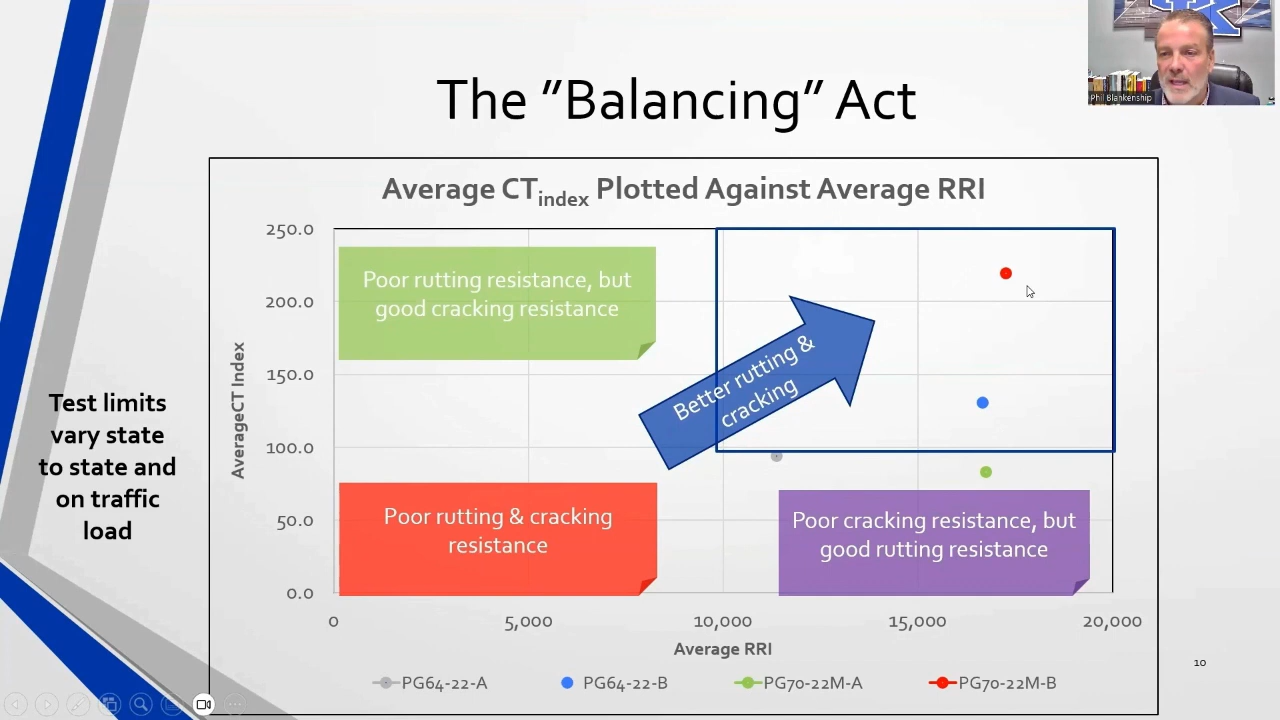 Phil Blankenship
The "Balancing" Act
Average CTindex Plotted Against Average RRI
250.0
200.0
150.0
100.0
50.0
0.0
AverageCT Index
Poor rutting resistance, but
good cracking resistance
Better rutting &
cracking
Poor rutting & cracking
resistance
Poor cracking resistance, but
good rutting resistance
Test limits
vary state
to state and
on traffic
load
0
5,000
10,000
15,000
20,000
Average RRI
PG64-22-A
PG64-22-B
PG70-22M-A
PG70-22M-B
10